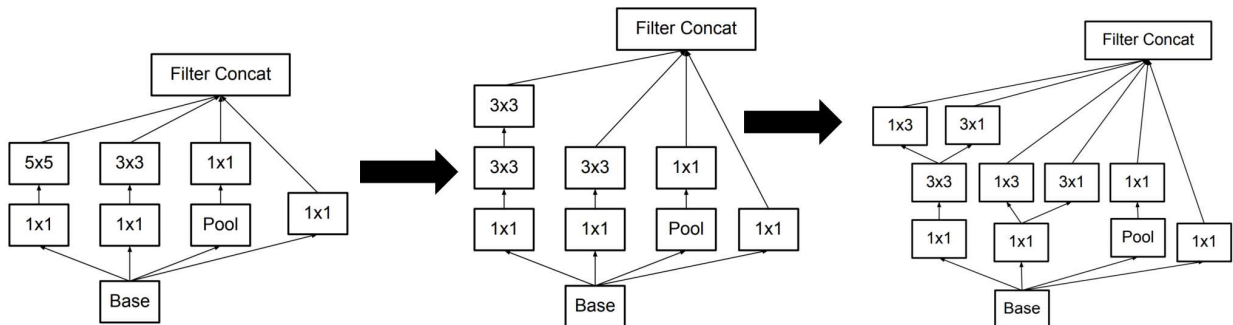 Filter Concat
5x5
3x3
1x1
1x1
1x1
Pool
1x1
Base
Filter Concat
3x3
3x3
3x3
1x1
1x1
1x1
Pool
1x1
Base
Filter Concat
1x3
3x1
3x3
1x3
3x1
1x1
1x1
1x1
Pool
1x1
Base